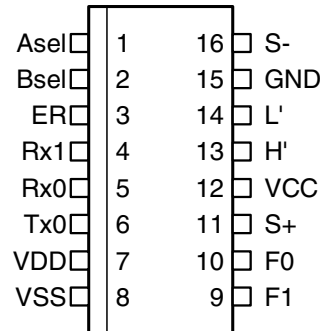 Asel 1 16 S-
Bsel 2 15 GND
ER 3 14 L'
Rx1 4 13 H'
Rx0 5 12 VCC
Tx0 6 11 S+
VDD 7 10 F0
VSS 8 9 F1